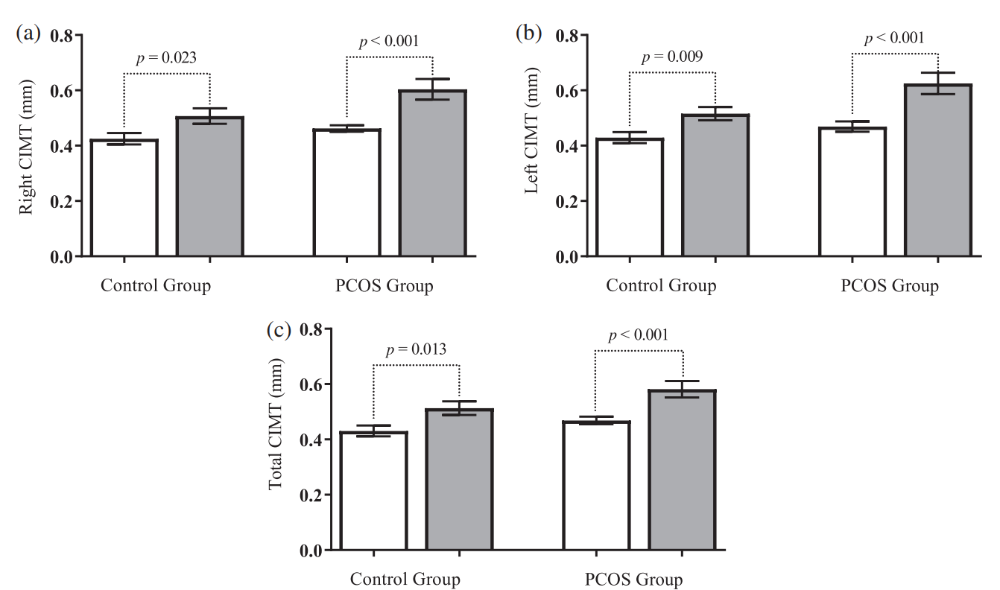 (a)
Right CIMT (mm)
0.8
0.6
0.4
0.2
0.0
p = 0.023
p < 0.001
Control Group
PCOS Group
(b)
Left CIMT (mm)
0.8
0.6
0.4
0.2
0.0
p = 0.009
p < 0.001
Control Group
PCOS Group
(c)
Total CIMT (mm)
0.8
0.6
0.4
0.2
0.0
p = 0.013
p < 0.001
Control Group
PCOS Group